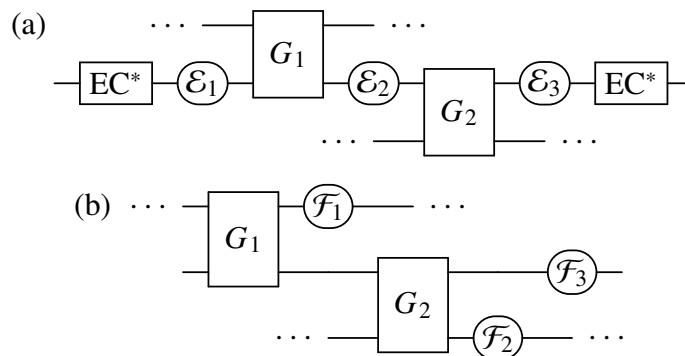 (a)
··· G₁ ···
EC* ℰ₁ ℰ₂ ℰ₃ EC*
G₂
··· ···
(b) ··· ℱ₁ ···
G₁
ℱ₃
G₂
··· ℱ₂ ···